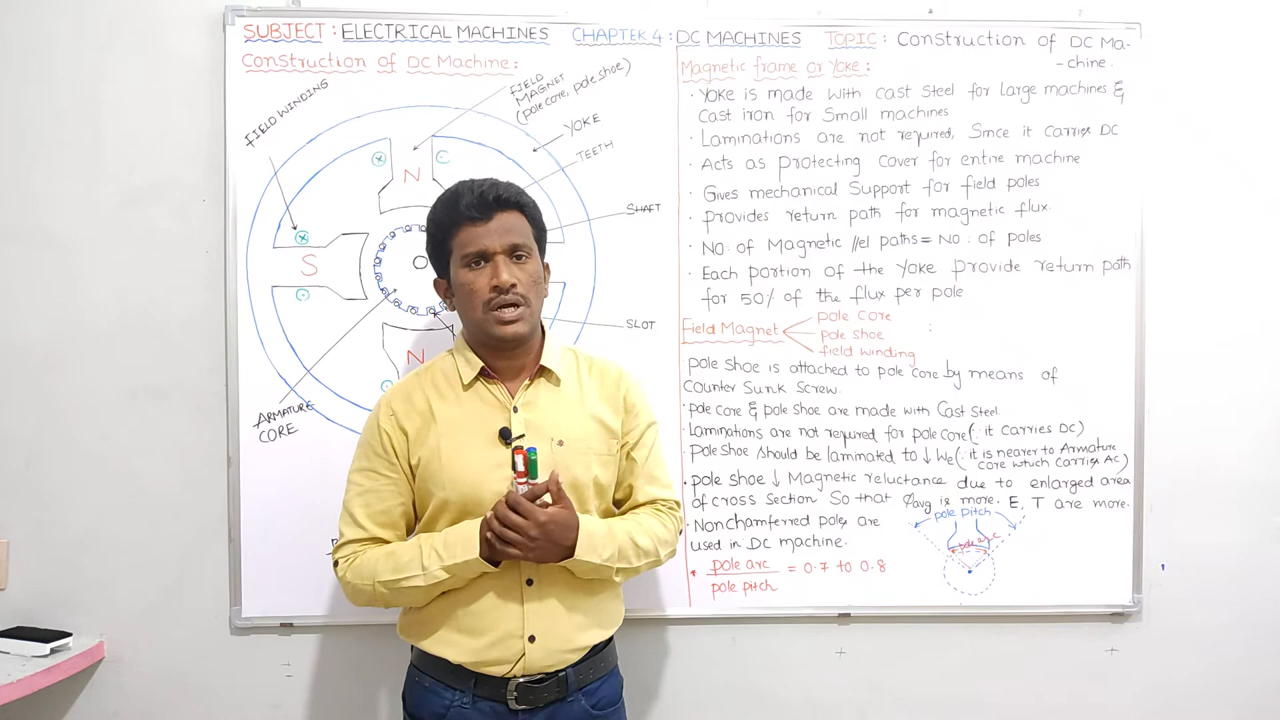 SUBJECT : ELECTRICAL MACHINES CHAPTER 4 : DC MACHINES TOPIC : Construction of DC Ma-
-chine.
Construction of DC Machine :
FIELD WINDING
FIELD
MAGNET
(pole core, pole shoe)
YOKE
TEETH
SHAFT
SLOT
ARMATURE
CORE
N
S
N
Magnetic frame or Yoke :
· Yoke is made with cast steel for large machines &
cast iron for small machines
· Laminations are not required, Since it carries DC
· Acts as protecting cover for entire machine
· Gives mechanical support for field poles
· provides return path for magnetic flux.
· No: of Magnetic //el paths = No: of poles
· Each portion of the yoke provide return path
for 50% of the flux per pole
Field Magnet
pole core
pole shoe
field winding
· pole shoe is attached to pole core by means of
Counter Sunk Screw.
· pole core & pole shoe are made with Cast Steel.
· Laminations are not required for pole core (∵ it carries DC)
· pole shoe should be laminated to ↓ We (∵ it is nearer to Armature
core which carries AC)
· pole shoe ↓ Magnetic reluctance due to enlarged area
of cross section So that φavg is more. E, T are more.
· Nonchamferred poles are
used in DC machine.
pole pitch
pole arc
· pole arc / pole pitch = 0.7 to 0.8